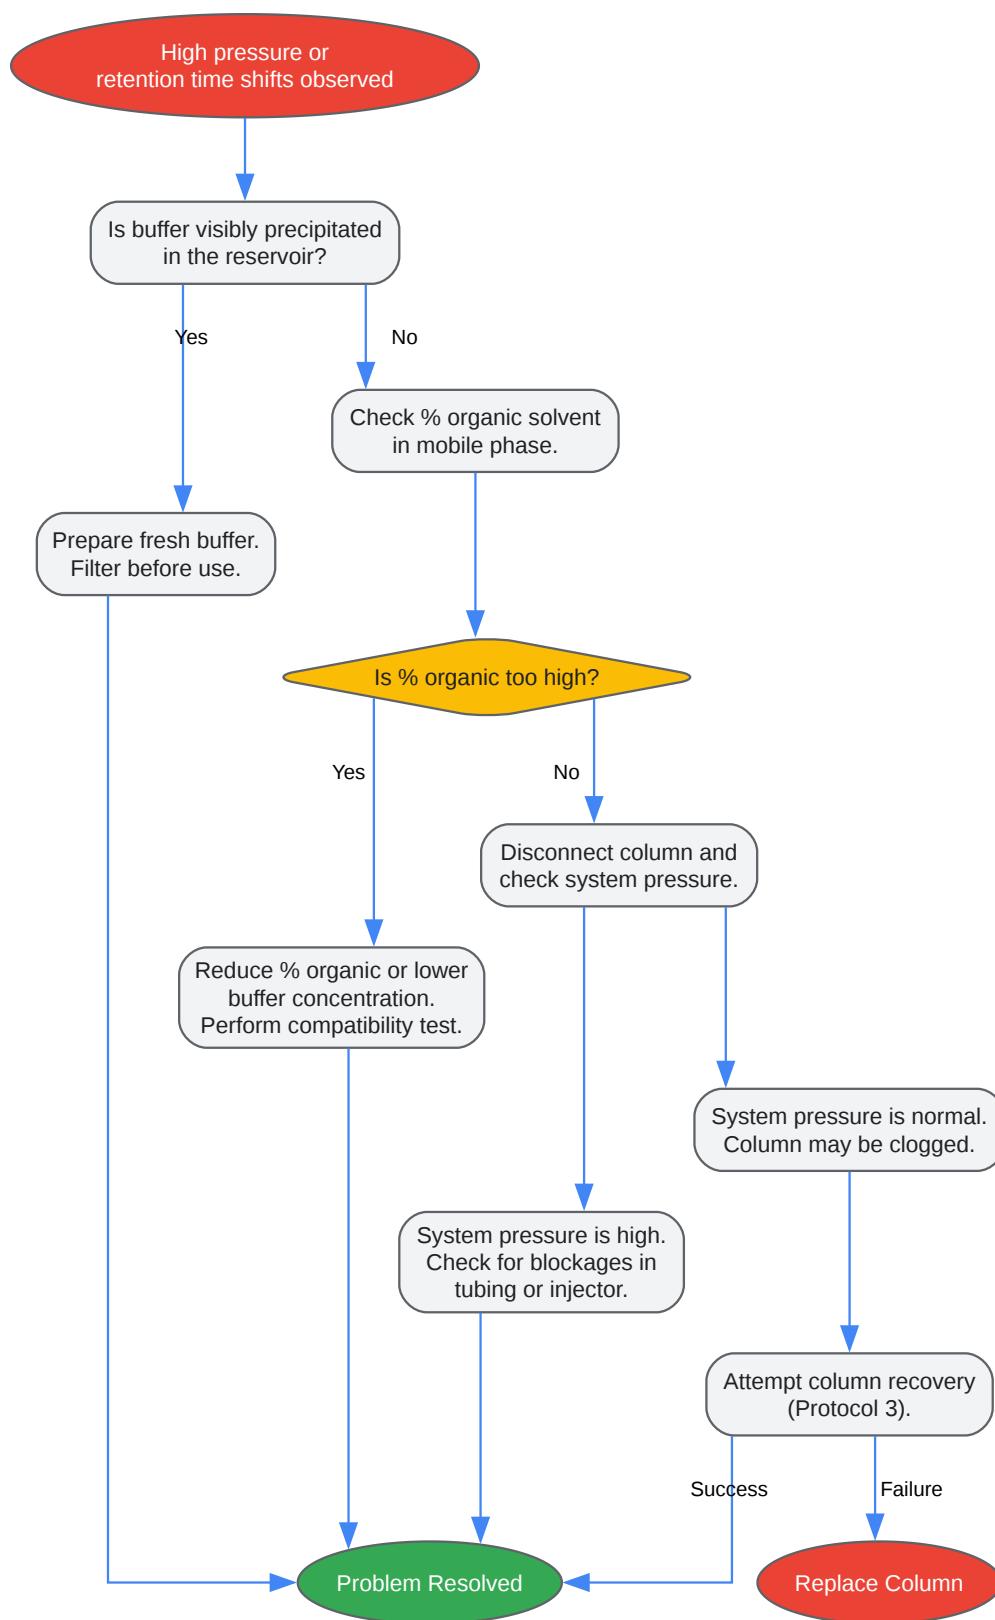 High pressure or
retention time shifts observed
Is buffer visibly precipitated
in the reservoir?
Yes
No
Check % organic solvent
in mobile phase.
Prepare fresh buffer.
Filter before use.
Is % organic too high?
Yes
No
Disconnect column and
check system pressure.
Reduce % organic or lower
buffer concentration.
Perform compatibility test.
System pressure is normal.
Column may be clogged.
System pressure is high.
Check for blockages in
tubing or injector.
Attempt column recovery
(Protocol 3).
Success
Failure
Problem Resolved
Replace Column